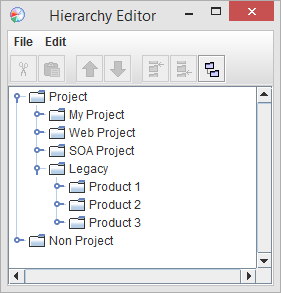 Hierarchy Editor
File Edit
Project
My Project
Web Project
SOA Project
Legacy
Product 1
Product 2
Product 3
Non Project